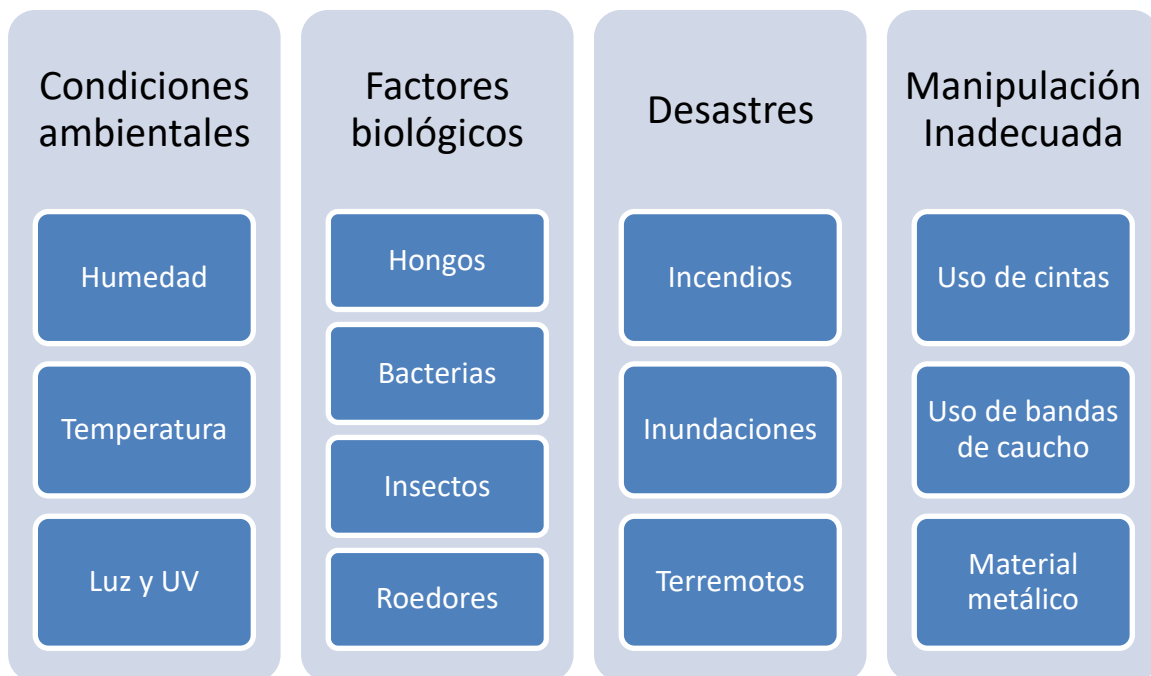 Condiciones
ambientales
Humedad
Temperatura
Luz y UV
Factores
biológicos
Hongos
Bacterias
Insectos
Roedores
Desastres
Incendios
Inundaciones
Terremotos
Manipulación
Inadecuada
Uso de cintas
Uso de bandas
de caucho
Material
metálico